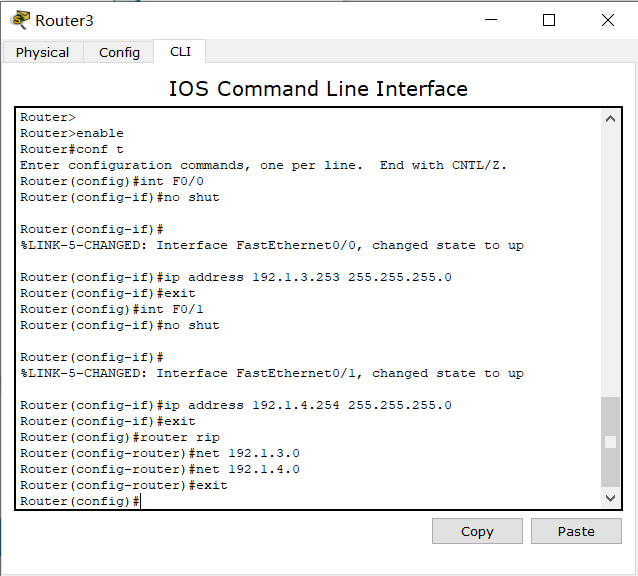 Router3
Physical Config CLI
IOS Command Line Interface
Router>
Router>enable
Router#conf t
Enter configuration commands, one per line.  End with CNTL/Z.
Router(config)#int F0/0
Router(config-if)#no shut
Router(config-if)#
%LINK-5-CHANGED: Interface FastEthernet0/0, changed state to up
Router(config-if)#ip address 192.1.3.253 255.255.255.0
Router(config-if)#exit
Router(config)#int F0/1
Router(config-if)#no shut
Router(config-if)#
%LINK-5-CHANGED: Interface FastEthernet0/1, changed state to up
Router(config-if)#ip address 192.1.4.254 255.255.255.0
Router(config-if)#exit
Router(config)#router rip
Router(config-router)#net 192.1.3.0
Router(config-router)#net 192.1.4.0
Router(config-router)#exit
Router(config)#
Copy Paste